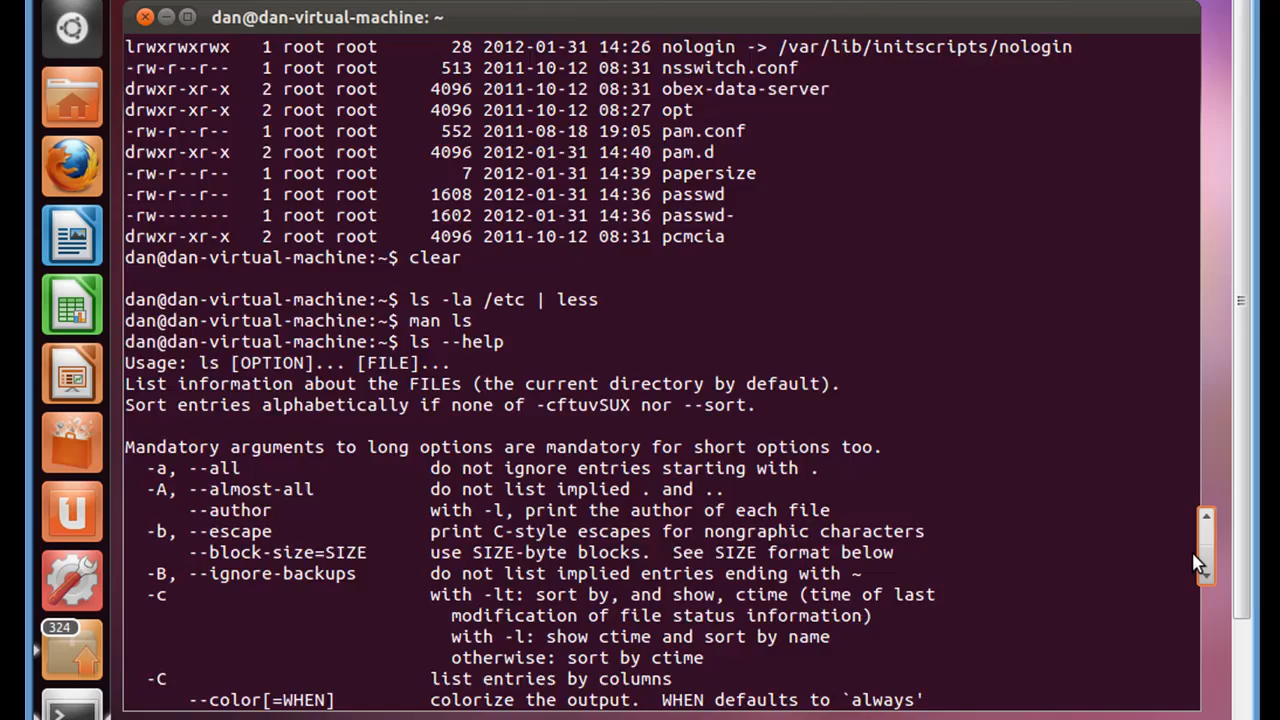 dan@dan-virtual-machine: ~
lrwxrwxrwx 1 root root 28 2012-01-31 14:26 nologin -> /var/lib/initscripts/nologin
-rw-r--r-- 1 root root 513 2011-10-12 08:31 nsswitch.conf
drwxr-xr-x 2 root root 4096 2011-10-12 08:31 obex-data-server
drwxr-xr-x 2 root root 4096 2011-10-12 08:27 opt
-rw-r--r-- 1 root root 552 2011-08-18 19:05 pam.conf
drwxr-xr-x 2 root root 4096 2012-01-31 14:40 pam.d
-rw-r--r-- 1 root root 7 2012-01-31 14:39 papersize
-rw-r--r-- 1 root root 1608 2012-01-31 14:36 passwd
-rw------- 1 root root 1602 2012-01-31 14:36 passwd-
drwxr-xr-x 2 root root 4096 2011-10-12 08:31 pcmcia
dan@dan-virtual-machine:~$ clear
dan@dan-virtual-machine:~$ ls -la /etc | less
dan@dan-virtual-machine:~$ man ls
dan@dan-virtual-machine:~$ ls --help
Usage: ls [OPTION]... [FILE]...
List information about the FILEs (the current directory by default).
Sort entries alphabetically if none of -cftuvSUX nor --sort.
Mandatory arguments to long options are mandatory for short options too.
-a, --all do not ignore entries starting with .
-A, --almost-all do not list implied . and ..
--author with -l, print the author of each file
-b, --escape print C-style escapes for nongraphic characters
--block-size=SIZE use SIZE-byte blocks. See SIZE format below
-B, --ignore-backups do not list implied entries ending with ~
-c with -lt: sort by, and show, ctime (time of last
modification of file status information)
with -l: show ctime and sort by name
otherwise: sort by ctime
-C list entries by columns
--color[=WHEN] colorize the output. WHEN defaults to `always'
324